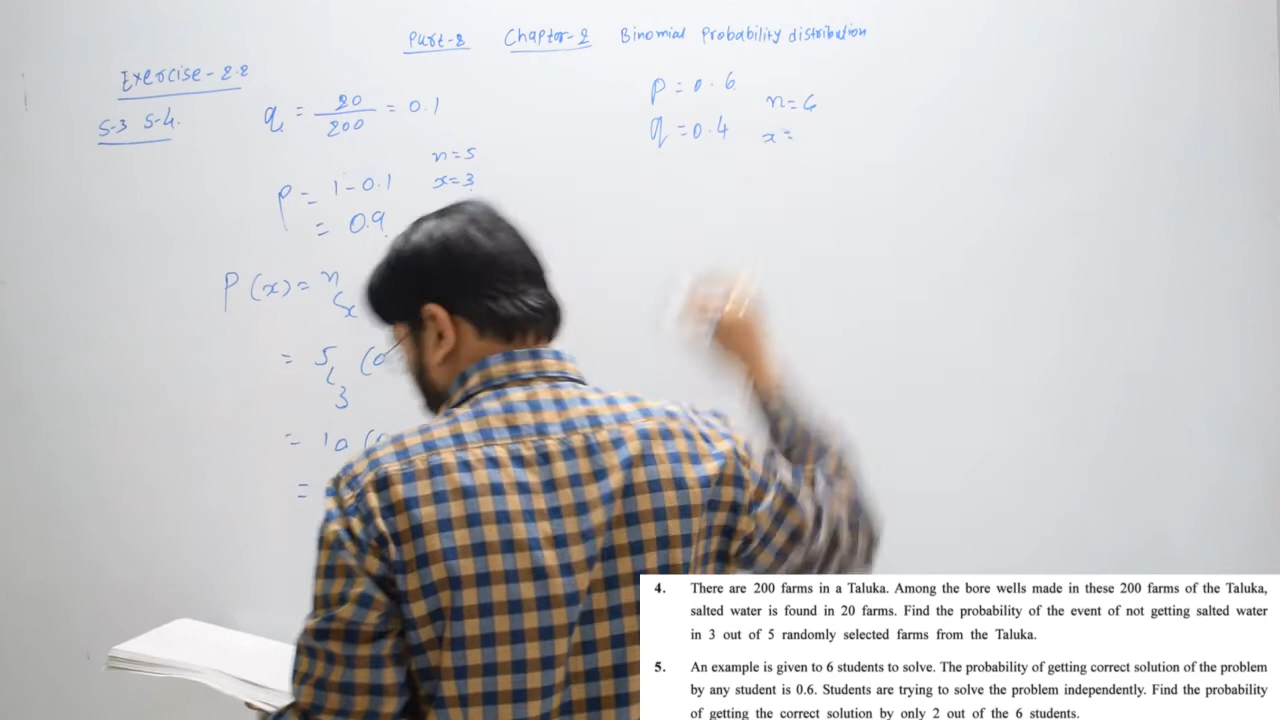 Part-2 Chapter-2 Binomial Probability distribution
Exercise-2.2
S-3 S-4.
q = 20/200 = 0.1
n=5
p = 1-0.1 x=3
= 0.9
P(x) = nCx
= 5C3 (0
= 10 (0
=
p = 0.6
n=6
q = 0.4 x=
4. There are 200 farms in a Taluka. Among the bore wells made in these 200 farms of the Taluka,
salted water is found in 20 farms. Find the probability of the event of not getting salted water
in 3 out of 5 randomly selected farms from the Taluka.
5. An example is given to 6 students to solve. The probability of getting correct solution of the problem
by any student is 0.6. Students are trying to solve the problem independently. Find the probability
of getting the correct solution by only 2 out of the 6 students.